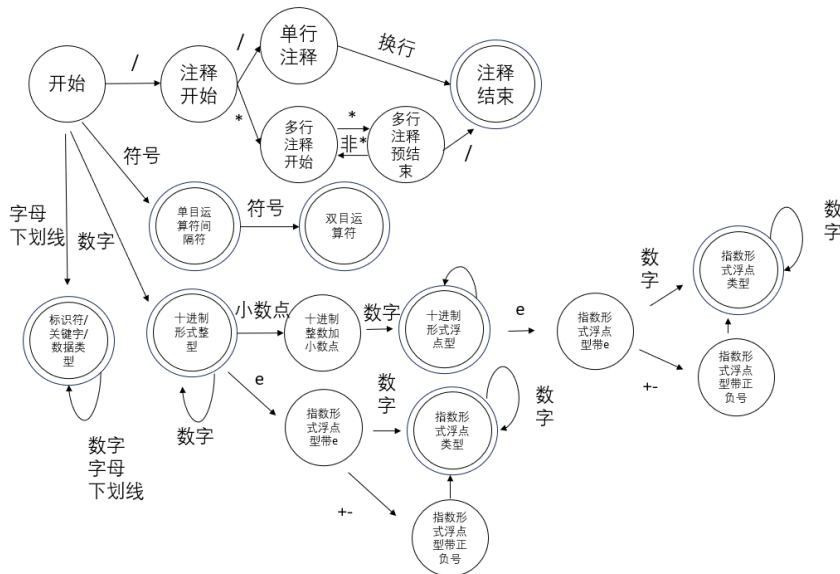 开始
/
注释
开始
/
单行
注释
换行
注释
结束
*
多行
注释
开始
*
非*
多行
注释
预结
束
/
符号
单目运
算符间
隔符
符号
双目运
算符
字母
下划线
数字
标识符/
关键字/
数据类
型
数字
字母
下划线
十进制
形式整
型
数字
小数点
十进制
整数加
小数点
数字
十进制
形式浮
点型
e
指数形
式浮点
型带e
数
字
指数形
式浮点
类型
数
字
+-
指数形
式浮点
型带正
负号
e
指数形
式浮点
型带e
数
字
指数形
式浮点
类型
数
字
+-
指数形
式浮点
型带正
负号